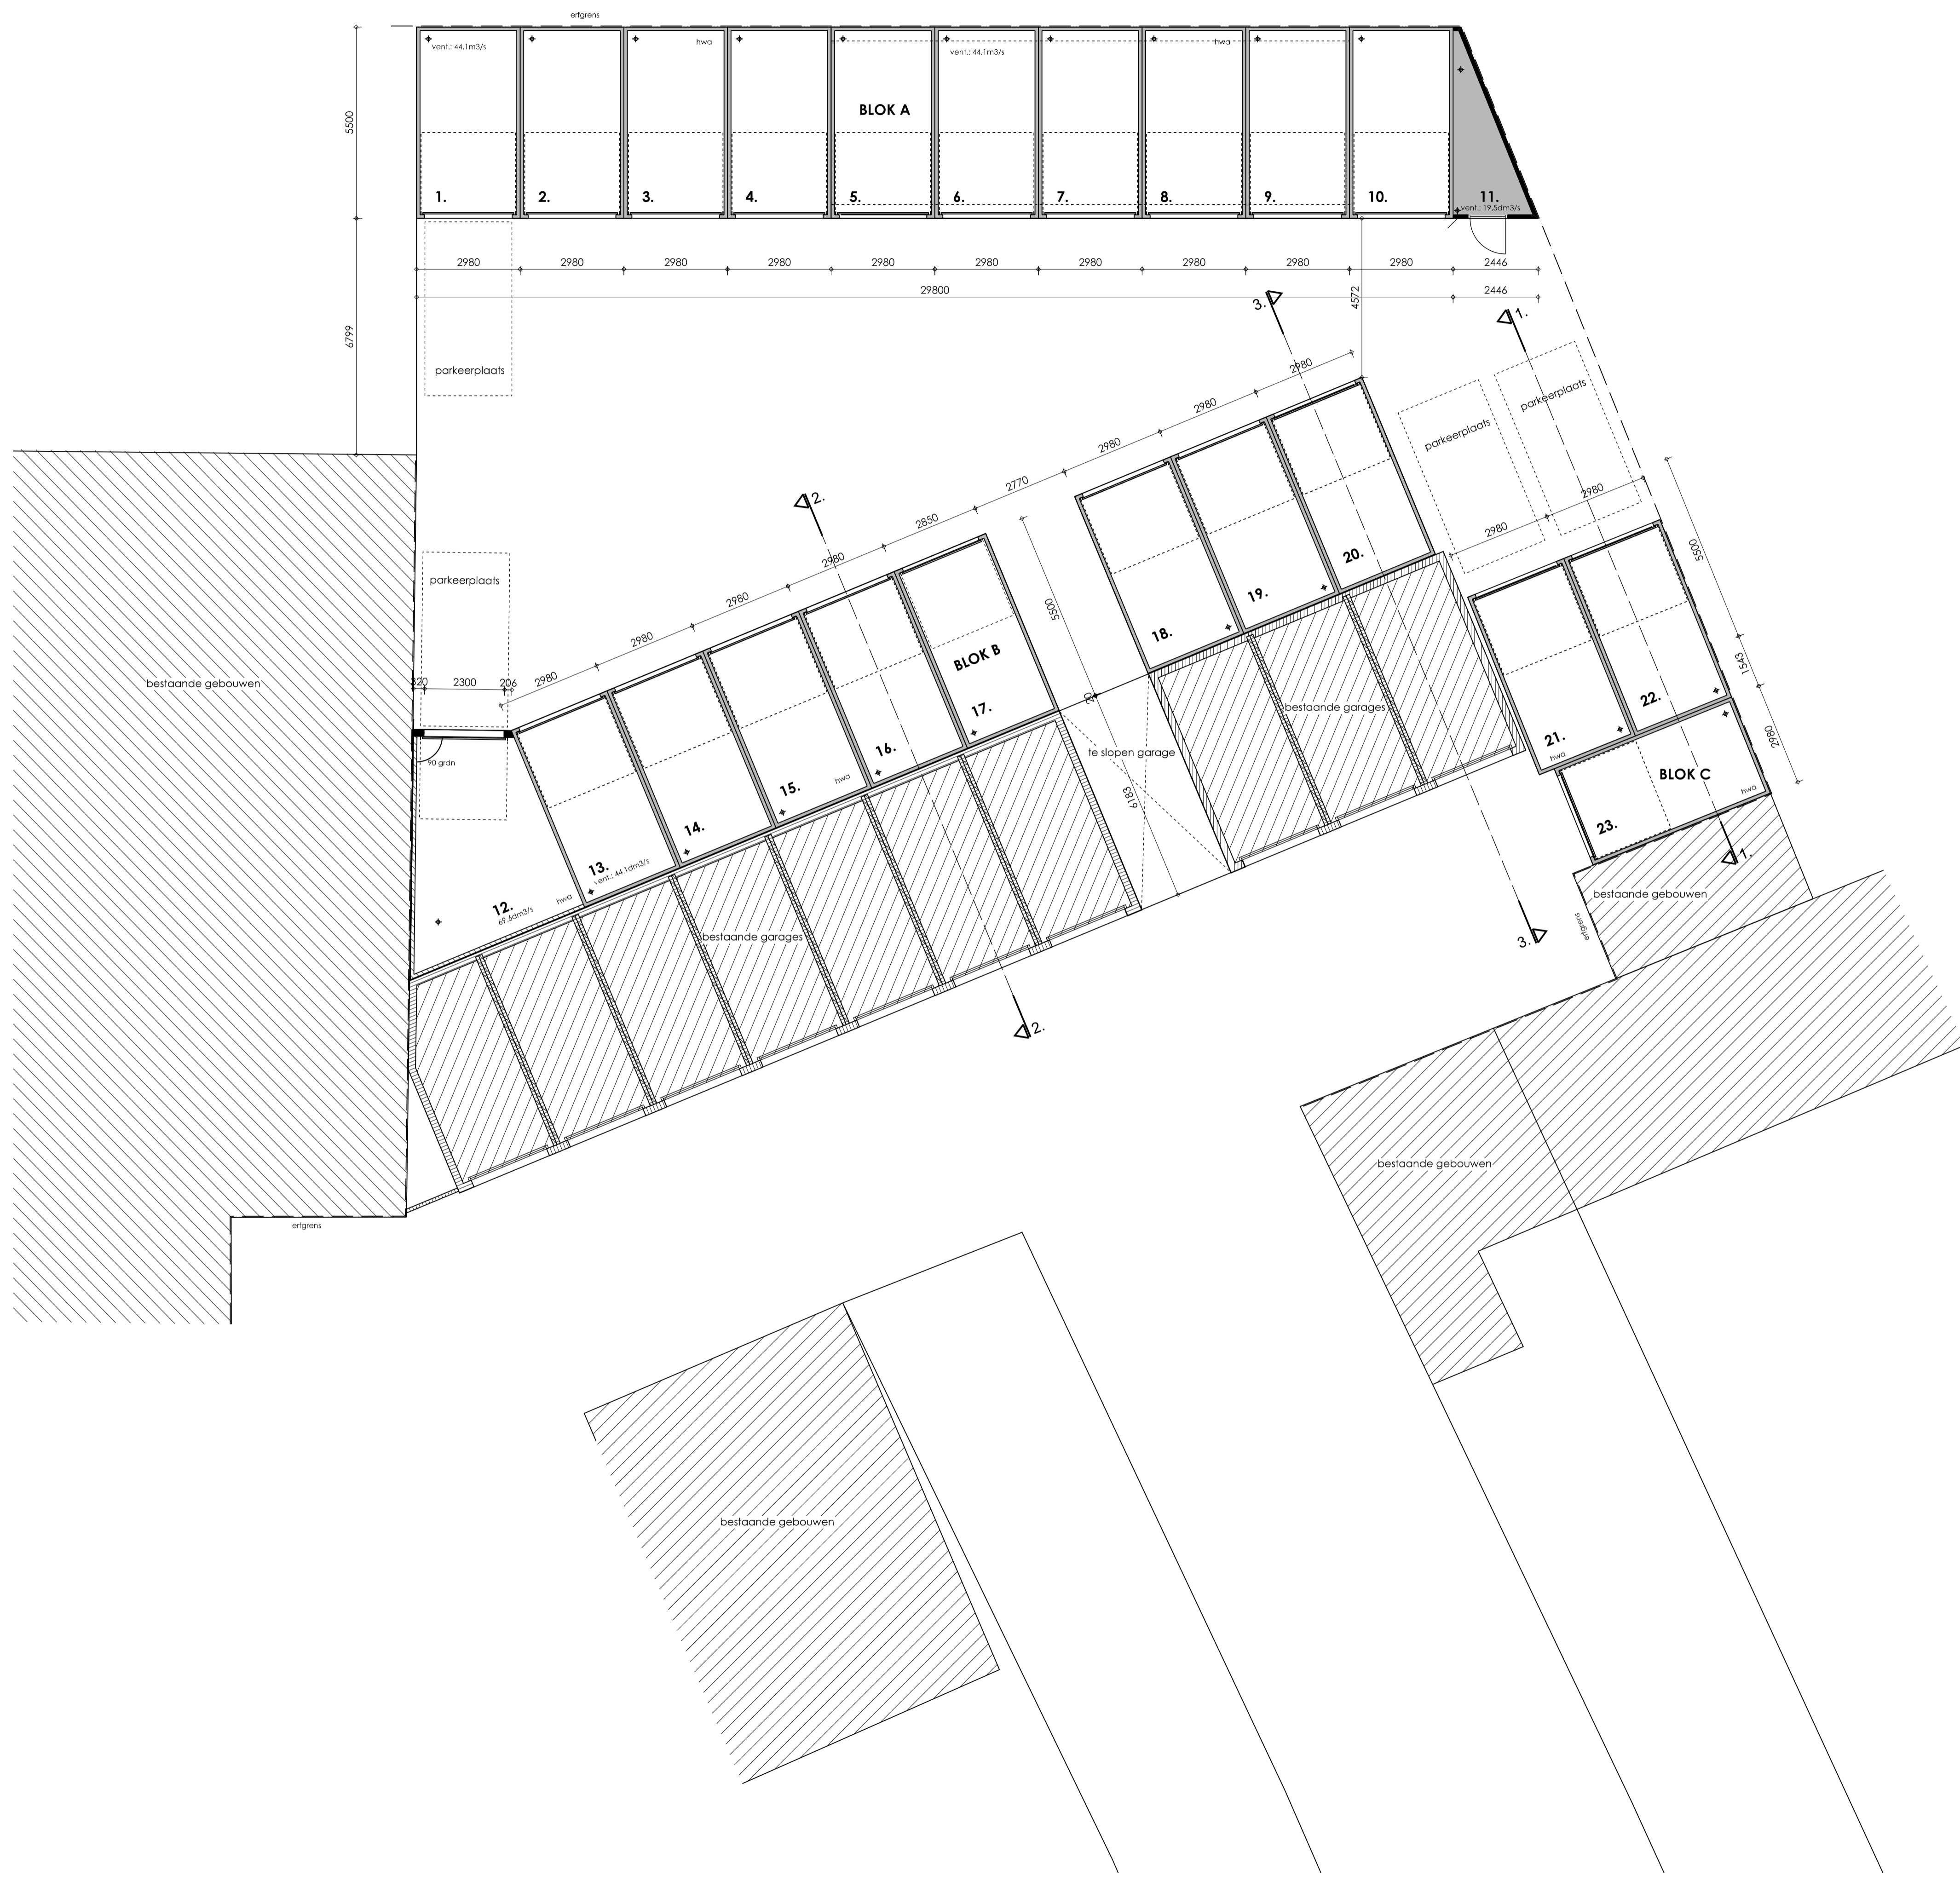 erfgrens
vent.: 44,1m3/s
hwa
vent.: 44,1m3/s
hwa
BLOK A
5500
1.
2.
3.
4.
5.
6.
7.
8.
9.
10.
11.
vent.: 19,5dm3/s
2980
2980
2980
2980
2980
2980
2980
2980
2980
2980
2446
29800
2446
4572
6799
3.
1.
parkeerplaats
2980
2980
2980
2770
2850
2980
2980
2980
2980
parkeerplaats
parkeerplaats
2.
2980
2980
5500
1543
2980
parkeerplaats
320
2300
206
90 grdn
bestaande gebouwen
5500
BLOK B
20.
19.
18.
17.
16.
15.
hwa
14.
13.
vent.: 44,1dm3/s
12.
69,6dm3/s
hwa
bestaande garages
te slopen garage
6183
bestaande garages
22.
21.
hwa
BLOK C
hwa
23.
1.
bestaande gebouwen
erfgrens
3.
2.
bestaande gebouwen
erfgrens
bestaande gebouwen